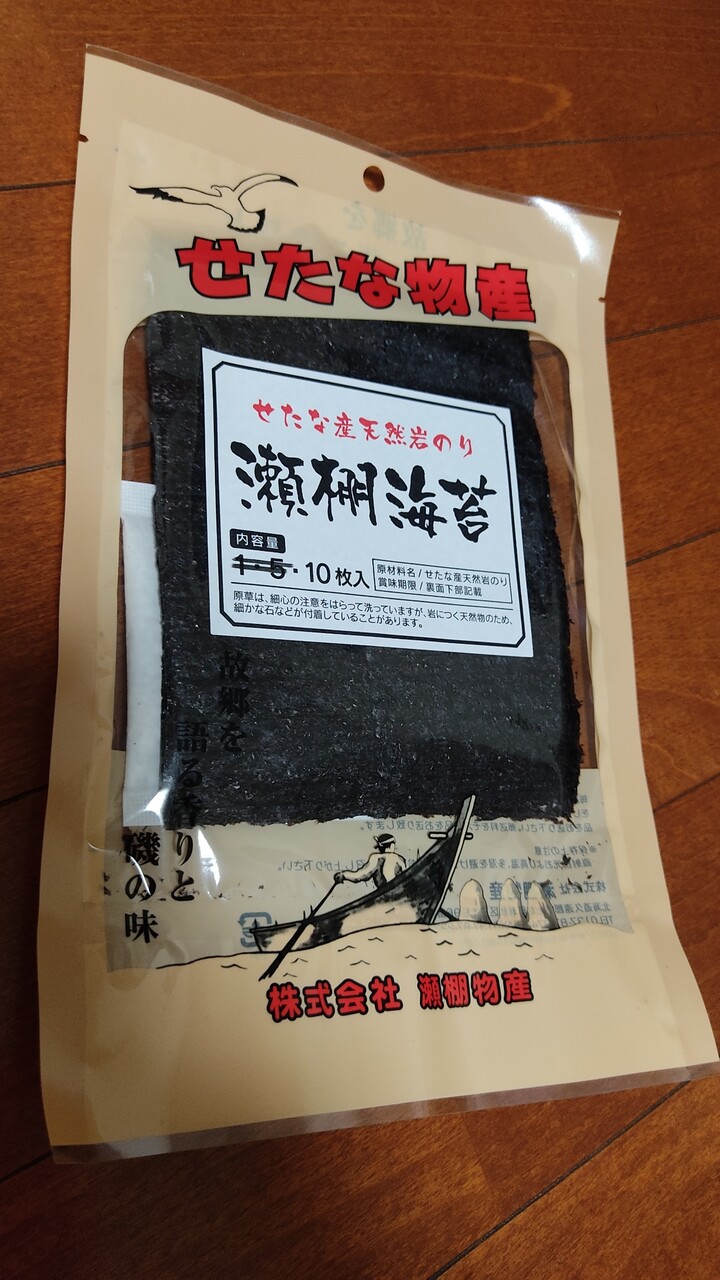 せたな物産
せたな産天然岩のり
瀬棚海苔
内容量
1・5・10枚入
原材料名/せたな産天然岩のり
賞味期限/裏面下部記載
原草は、細心の注意をはらって洗っていますが、岩につく天然物のため、
細かな石などが付着していることがあります。
故郷を
語る香りと
磯の味
株式会社 瀬棚物産